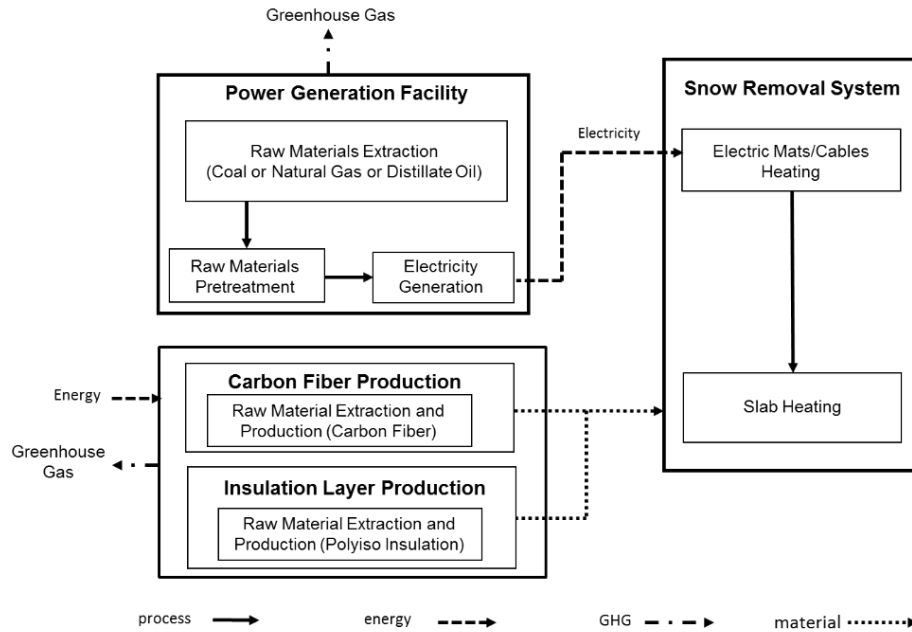 Greenhouse Gas
Power Generation Facility
Raw Materials Extraction
(Coal or Natural Gas or Distillate Oil)
Raw Materials
Pretreatment
Electricity
Generation
Electricity
Snow Removal System
Electric Mats/Cables
Heating
Slab Heating
Energy
Greenhouse
Gas
Carbon Fiber Production
Raw Material Extraction and
Production (Carbon Fiber)
Insulation Layer Production
Raw Material Extraction and
Production (Polyiso Insulation)
process
energy
GHG
material